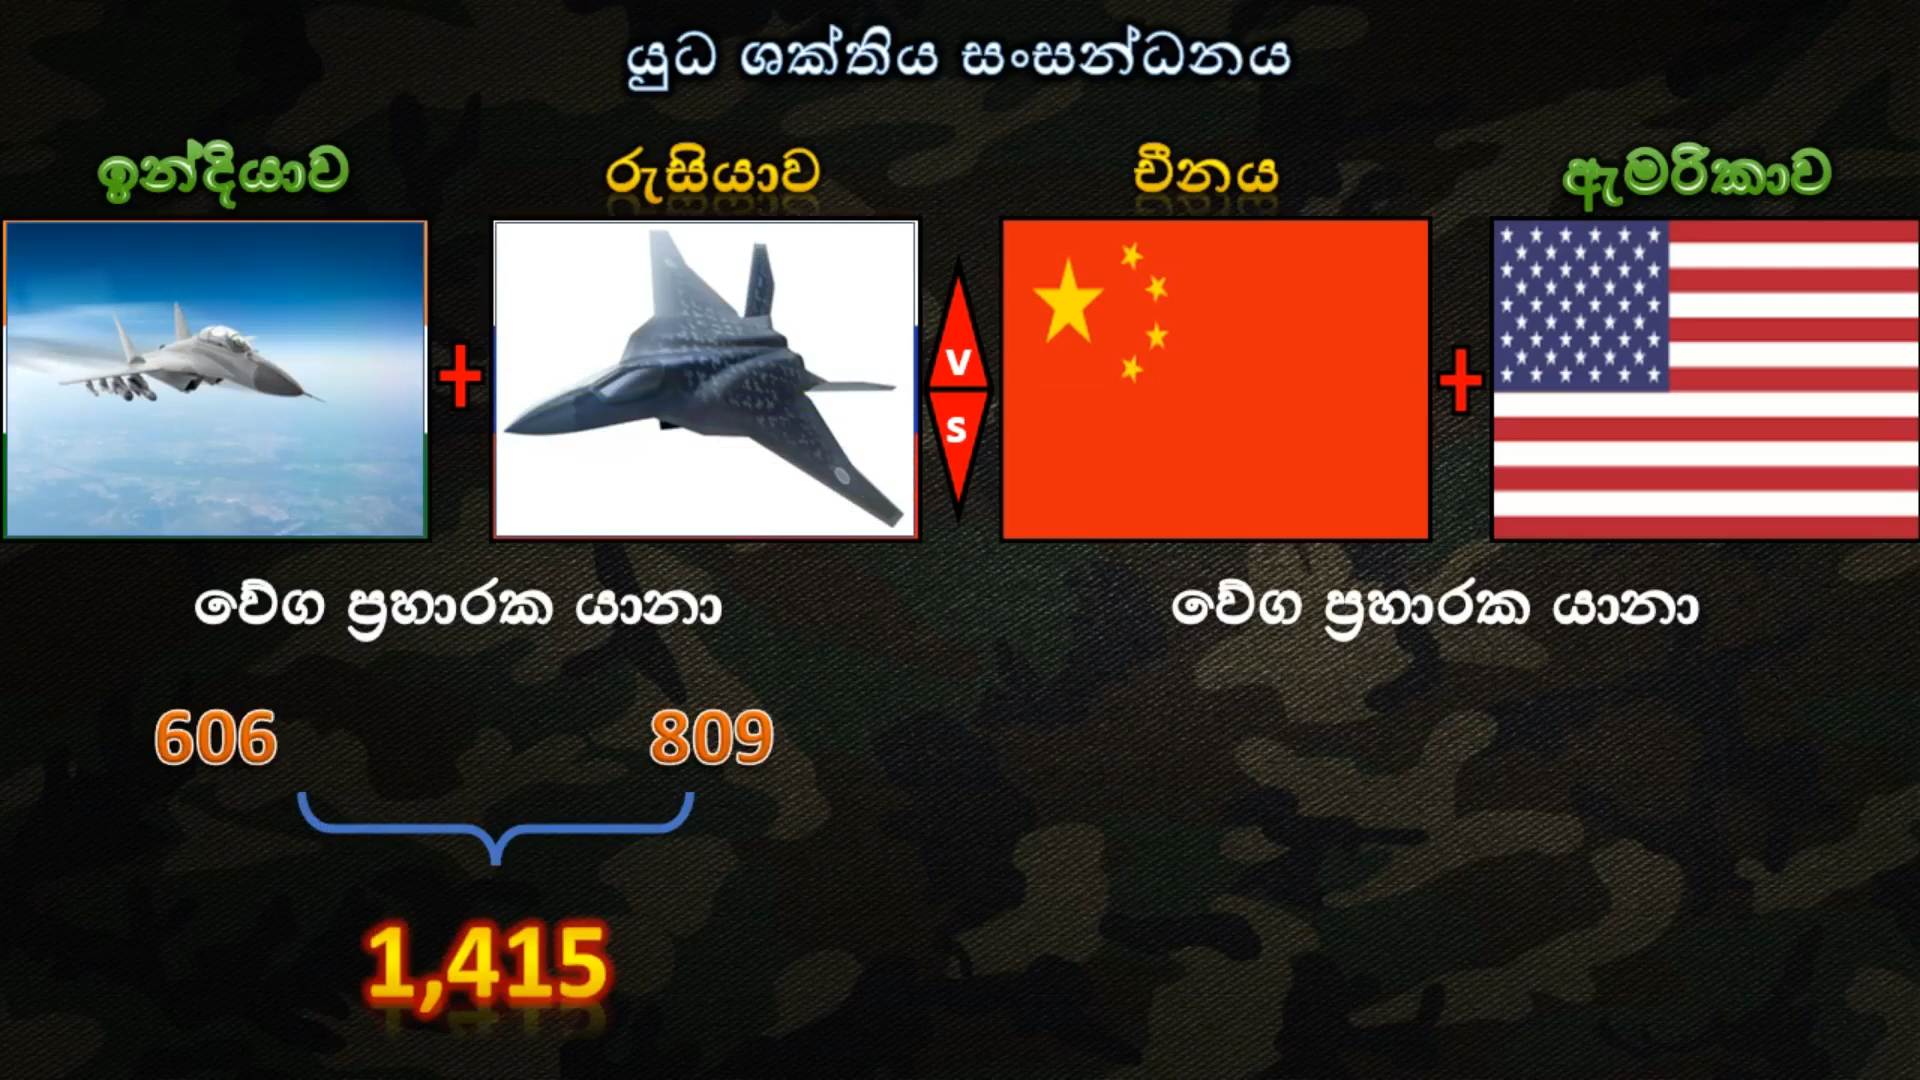 යුධ ශක්තිය සංසන්ධනය
ඉන්දියාව රුසියාව චීනය ඇමරිකාව
+ V S +
වේග ප්‍රහාරක යානා වේග ප්‍රහාරක යානා
606 809
1,415